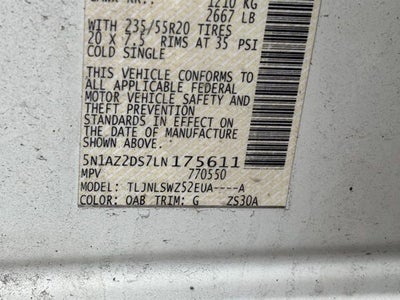 1210 KG
2667 LB
WITH 235/55R20 TIRES
20 X 7.5 RIMS AT 35 PSI
COLD SINGLE
THIS VEHICLE CONFORMS TO
ALL APPLICABLE FEDERAL
MOTOR VEHICLE SAFETY AND
THEFT PREVENTION
STANDARDS IN EFFECT ON
THE DATE OF MANUFACTURE
SHOWN ABOVE.
5N1AZ2DS7LN175611
MPV 770550
MODEL: TLJNLSWZ52EUA----A
COLOR: QAB TRIM: G ZS30A